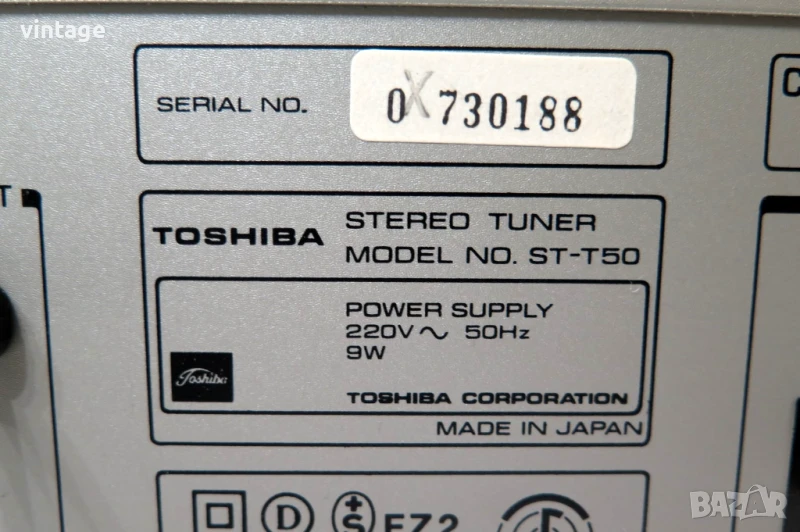 vintage
SERIAL NO. 0X730188
TOSHIBA
STEREO TUNER
MODEL NO. ST-T50
POWER SUPPLY
220V∼ 50Hz
9W
Toshiba
TOSHIBA CORPORATION
MADE IN JAPAN
D
+S
EZ2
BAZAR